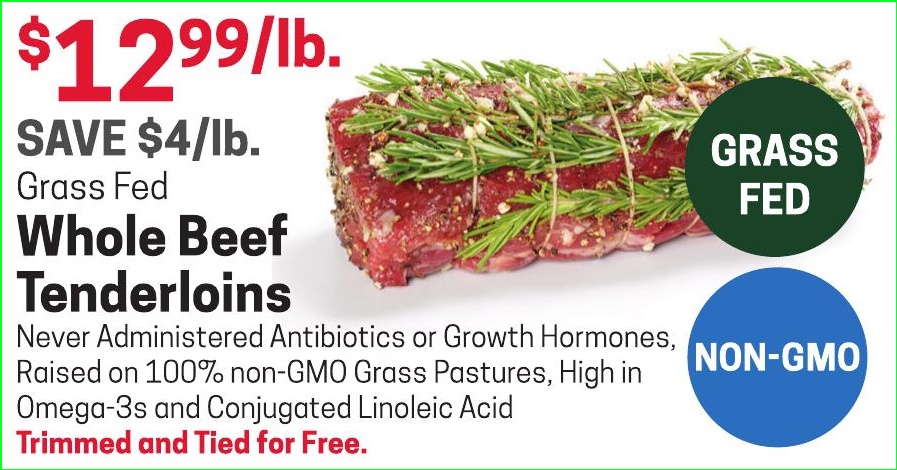 $12.99/lb.
SAVE $4/lb.
Grass Fed
Whole Beef
Tenderloins
Never Administered Antibiotics or Growth Hormones,
Raised on 100% non-GMO Grass Pastures, High in
Omega-3s and Conjugated Linoleic Acid
Trimmed and Tied for Free.
GRASS
FED
NON-GMO